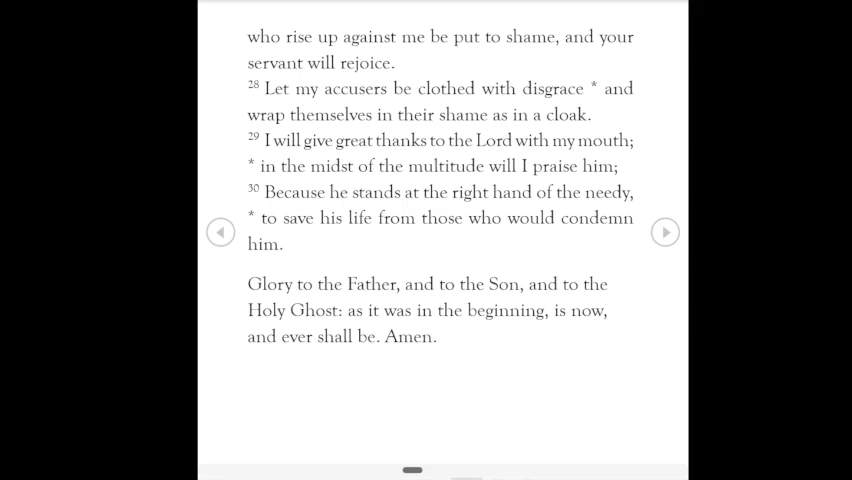 who rise up against me be put to shame, and your
servant will rejoice.
28 Let my accusers be clothed with disgrace * and
wrap themselves in their shame as in a cloak.
29 I will give great thanks to the Lord with my mouth;
* in the midst of the multitude will I praise him;
30 Because he stands at the right hand of the needy,
* to save his life from those who would condemn
him.
Glory to the Father, and to the Son, and to the
Holy Ghost: as it was in the beginning, is now,
and ever shall be. Amen.